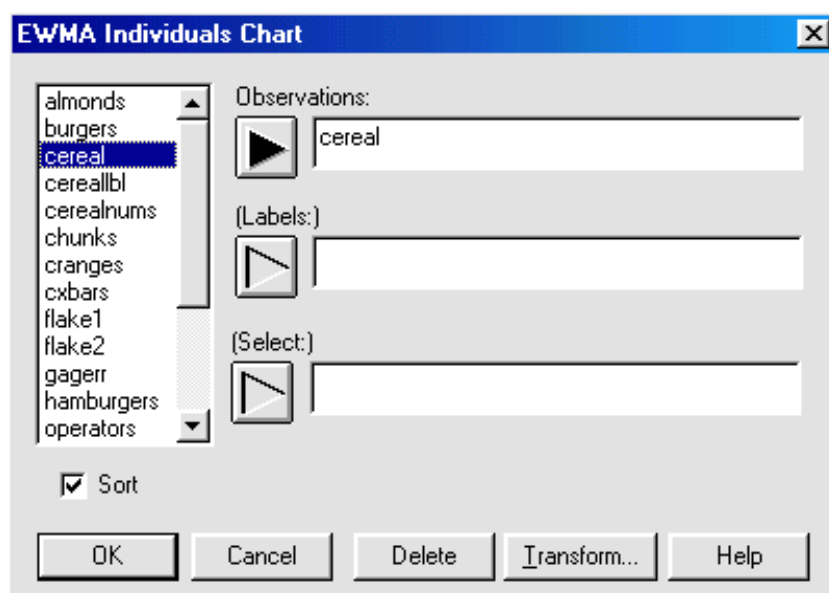 EWMA Individuals Chart
almonds
burgers
cereal
cereallbl
cerealnums
chunks
cranges
cxbars
flake1
flake2
gagerr
hamburgers
operators
Observations:
cereal
(Labels:)
(Select:)
Sort
OK
Cancel
Delete
Transform...
Help